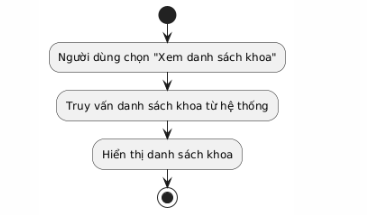 Người dùng chọn "Xem danh sách khoa"
Truy vấn danh sách khoa từ hệ thống
Hiển thị danh sách khoa